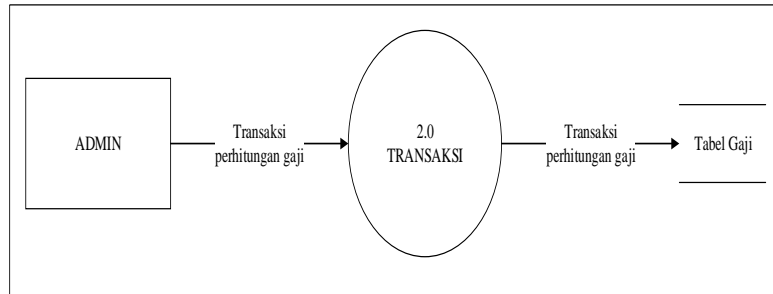 ADMIN
Transaksi
perhitungan gaji
2.0
TRANSAKSI
Transaksi
perhitungan gaji
Tabel Gaji